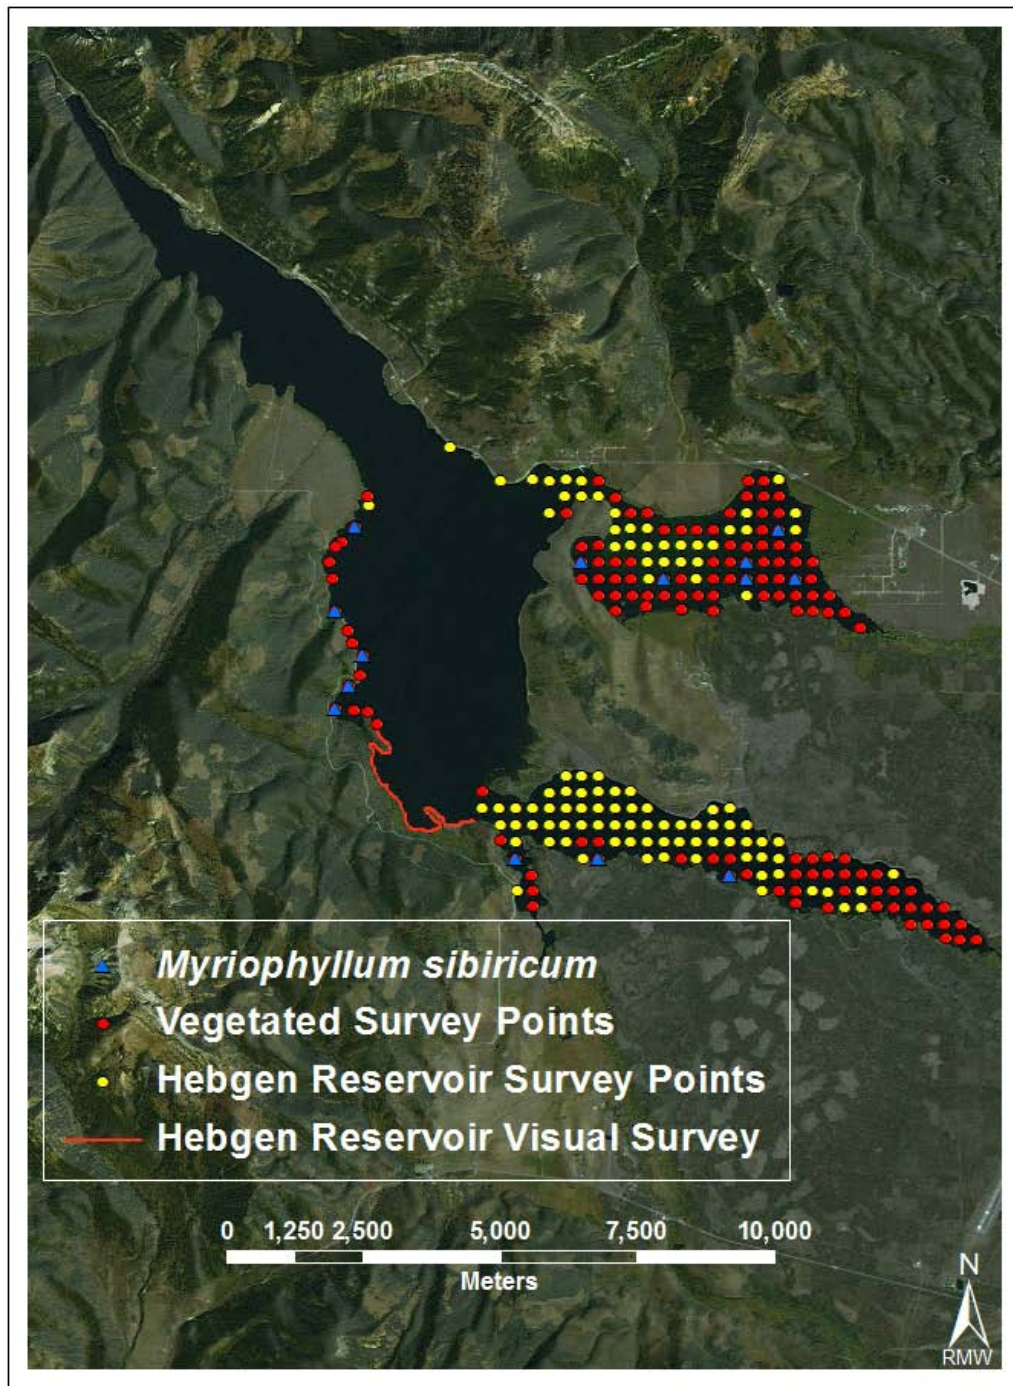 Myriophyllum sibiricum
Vegetated Survey Points
Hebgen Reservoir Survey Points
Hebgen Reservoir Visual Survey
0 1,250 2,500 5,000 7,500 10,000
Meters
N
RMW